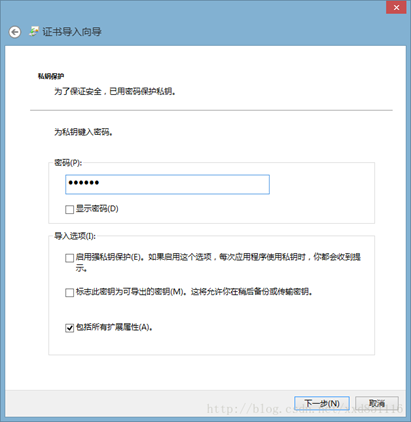 证书导入向导
私钥保护
为了保证安全，已用密码保护私钥。
为私钥键入密码。
密码(P):
●●●●●●
显示密码(D)
导入选项(I):
启用强私钥保护(E)。如果启用这个选项，每次应用程序使用私钥时，你都会收到提
示。
标志此密钥为可导出的密钥(M)。这将允许你在稍后备份或传输密钥。
包括所有扩展属性(A)。
下一步(N)
取消